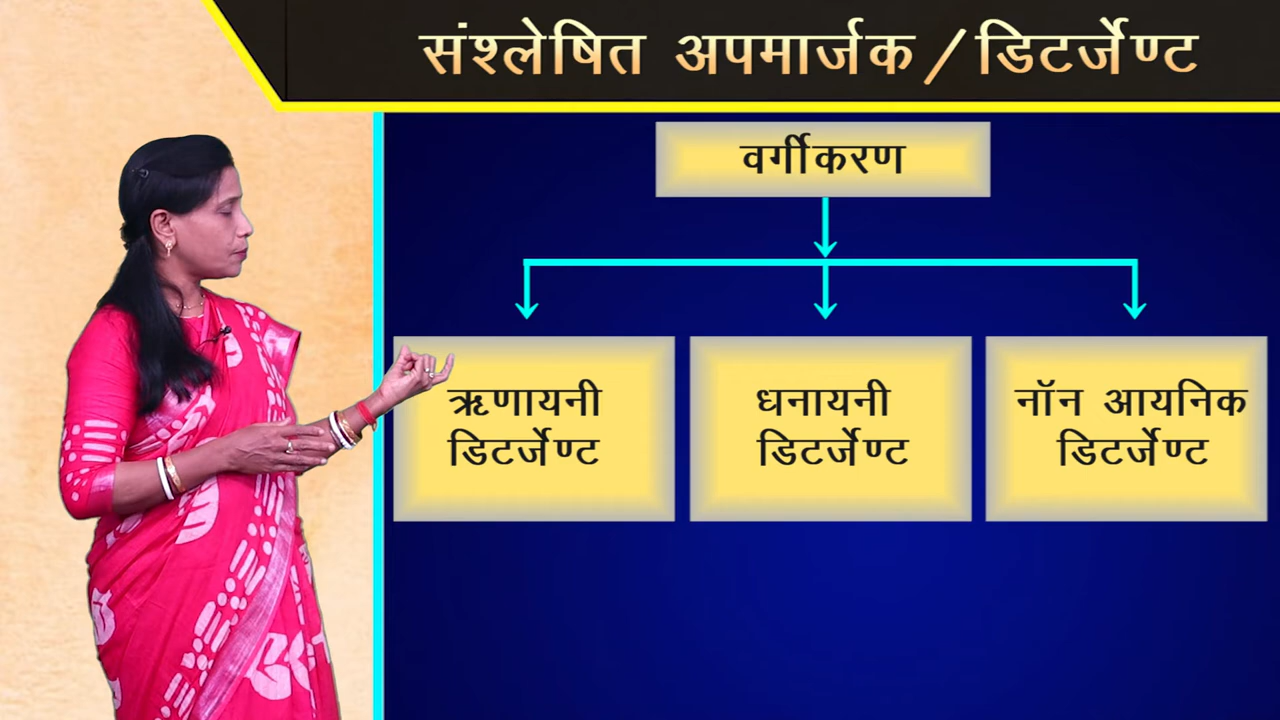 संश्लेषित अपमार्जक / डिटर्जेण्ट
वर्गीकरण
ऋणायनी
डिटर्जेण्ट
धनायनी
डिटर्जेण्ट
नॉन आयनिक
डिटर्जेण्ट